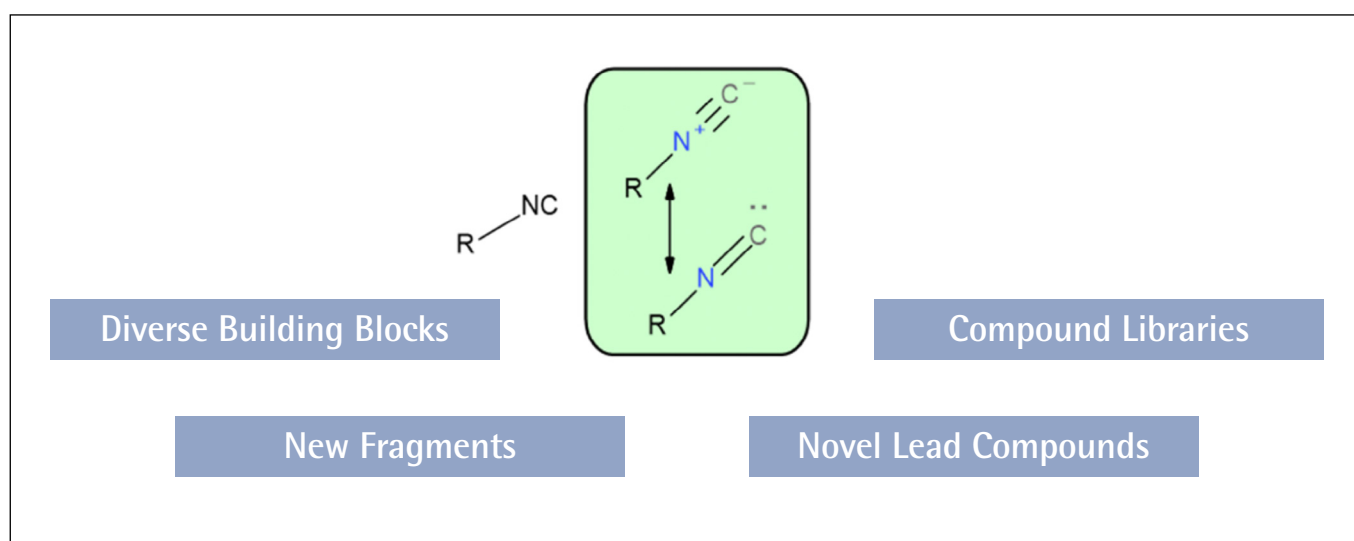 C⁻
N⁺
R
NC
R
..
C
N
R
Diverse Building Blocks
Compound Libraries
New Fragments
Novel Lead Compounds